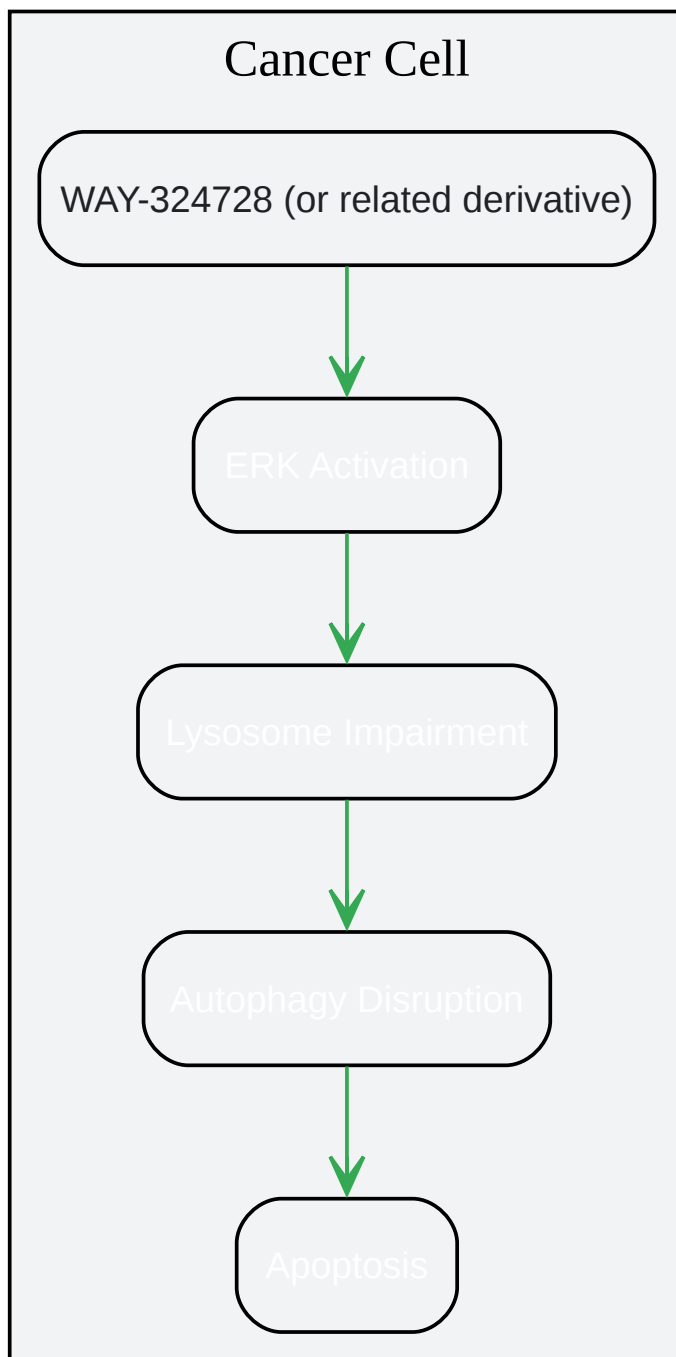 Cancer Cell
WAY-324728 (or related derivative)
ERK Activation
Lysosome Impairment
Autophagy Disruption
Apoptosis